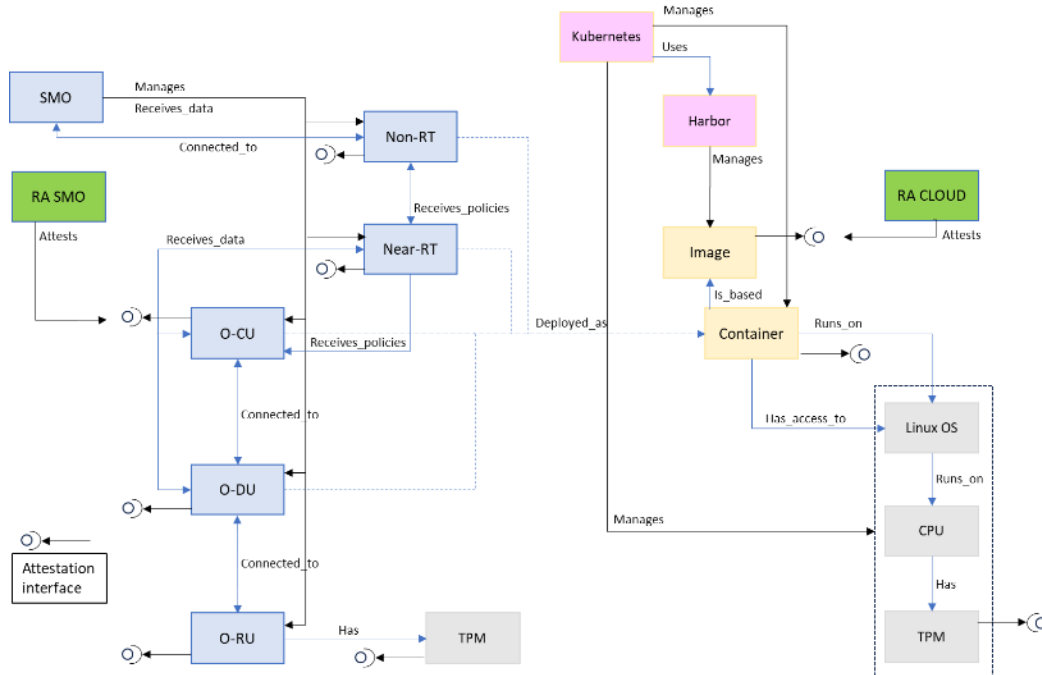 Manages
Kubernetes
Uses
SMO
Manages
Receives_data
Harbor
Non-RT
Connected_to
Manages
RA SMO
RA CLOUD
Receives_policies
Attests
Attests
Receives_data
Near-RT
Image
Is_based
O-CU
Receives_policies
Deployed_as
Container
Runs_on
Connected_to
Has_access_to
Linux OS
O-DU
Runs_on
Manages
CPU
Attestation
interface
Connected_to
Has
O-RU
Has
TPM
TPM